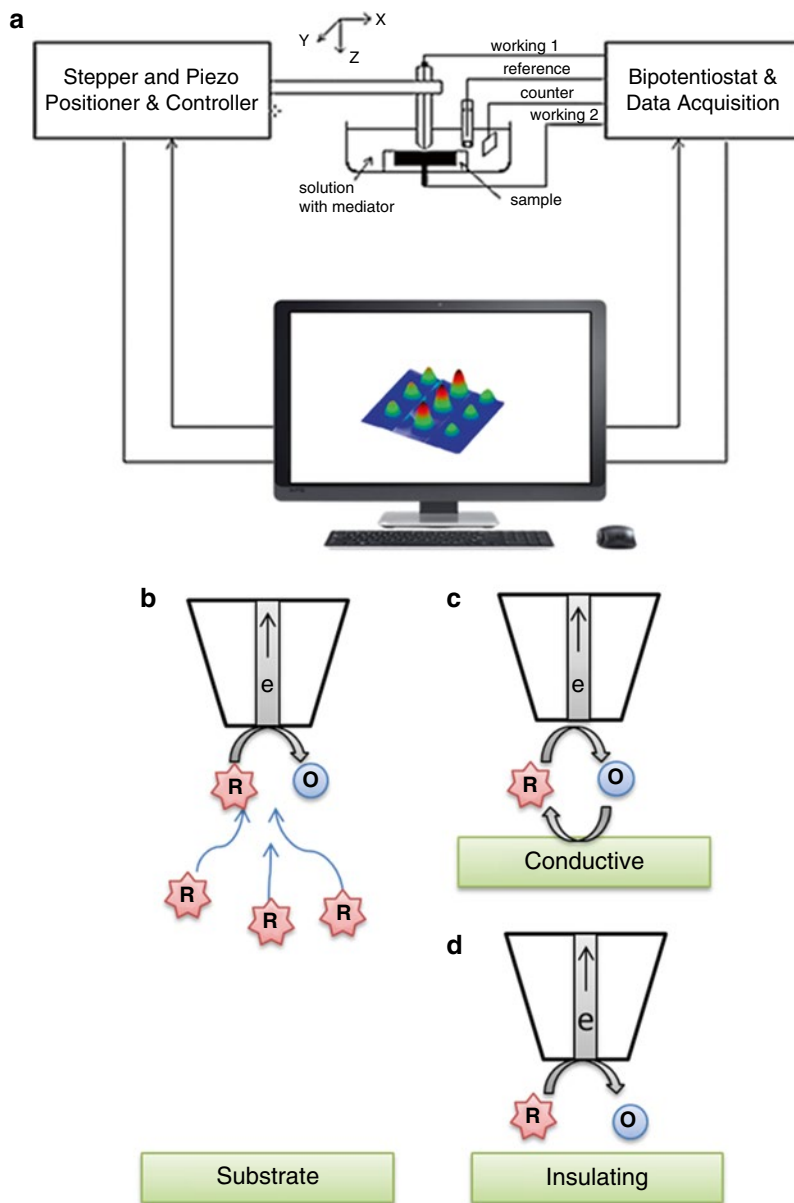 a
X
Y
Z
Stepper and Piezo
Positioner & Controller
working 1
reference
counter
working 2
Bipotentiostat &
Data Acquisition
solution
with mediator
sample
b
e
R
O
R
R
R
Substrate
c
e
R
O
Conductive
d
e
R
O
Insulating